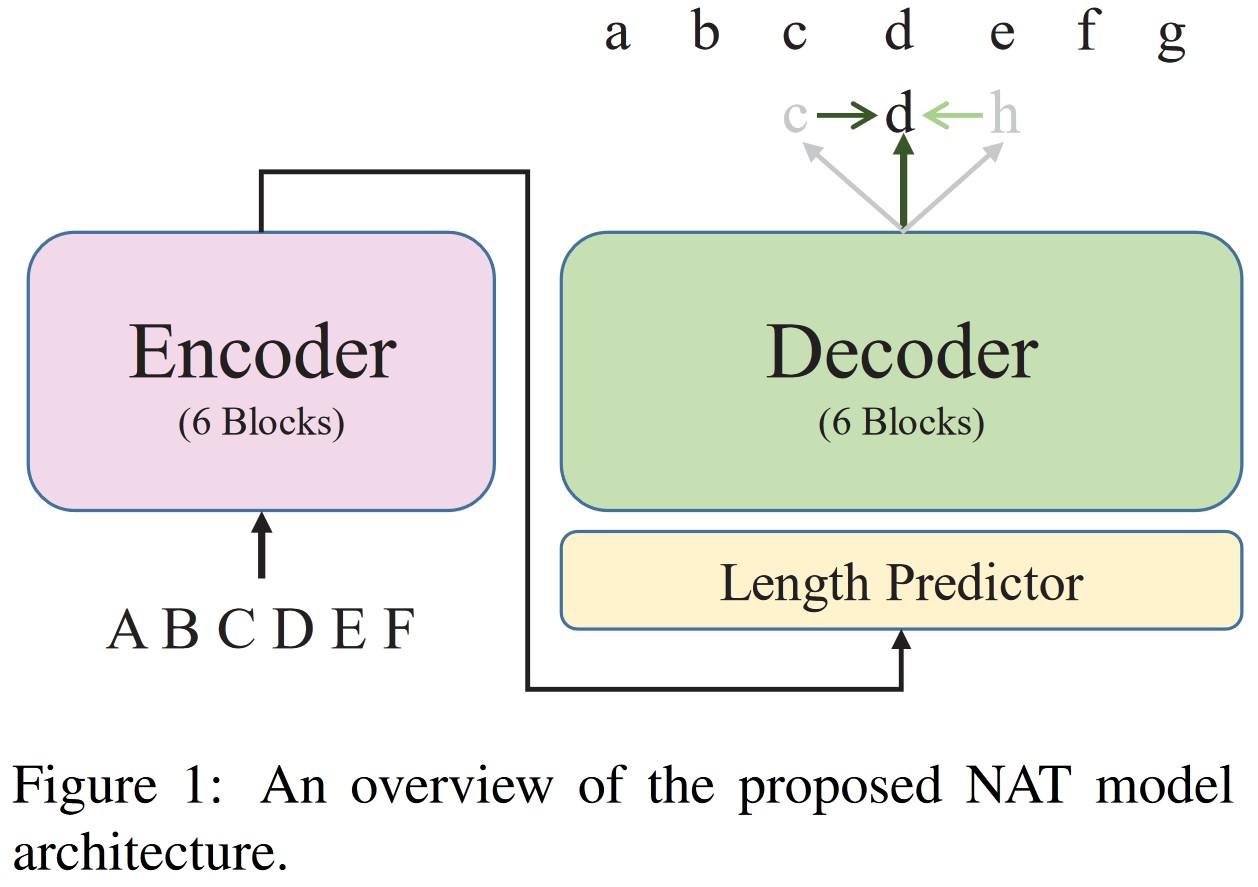 a b c d e f g
c d h
Encoder
(6 Blocks)
Decoder
(6 Blocks)
Length Predictor
A B C D E F
Figure 1: An overview of the proposed NAT model
architecture.